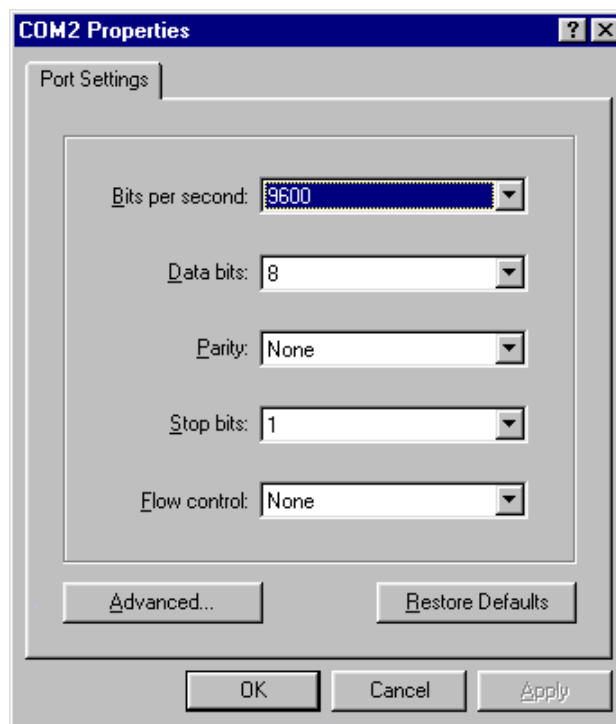 COM2 Properties
Port Settings
Bits per second: 9600
Data bits: 8
Parity: None
Stop bits: 1
Flow control: None
Advanced... Restore Defaults
OK Cancel Apply